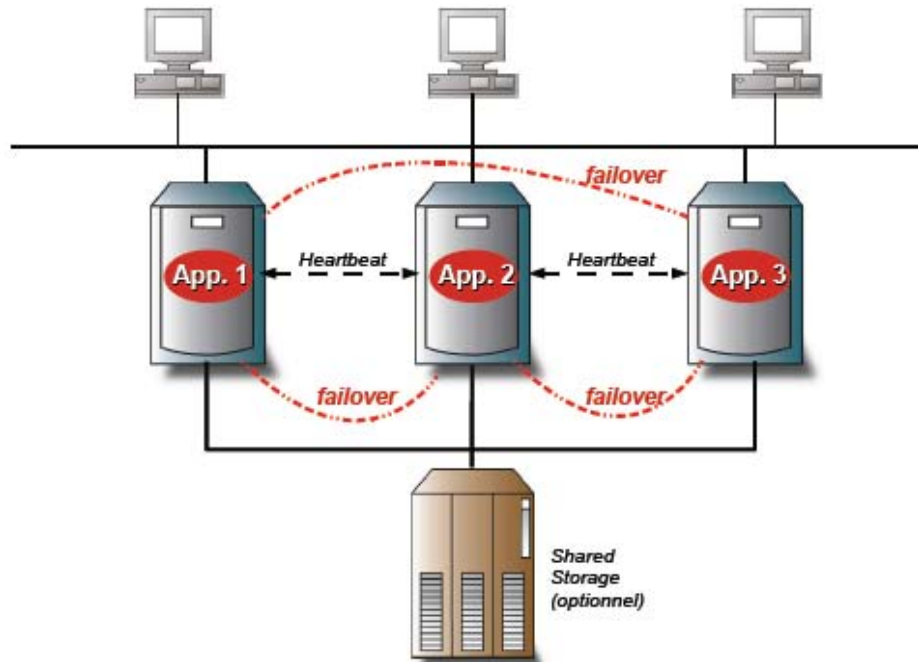 failover
App. 1
Heartbeat
App. 2
Heartbeat
App. 3
failover
failover
Shared
Storage
(optionnel)